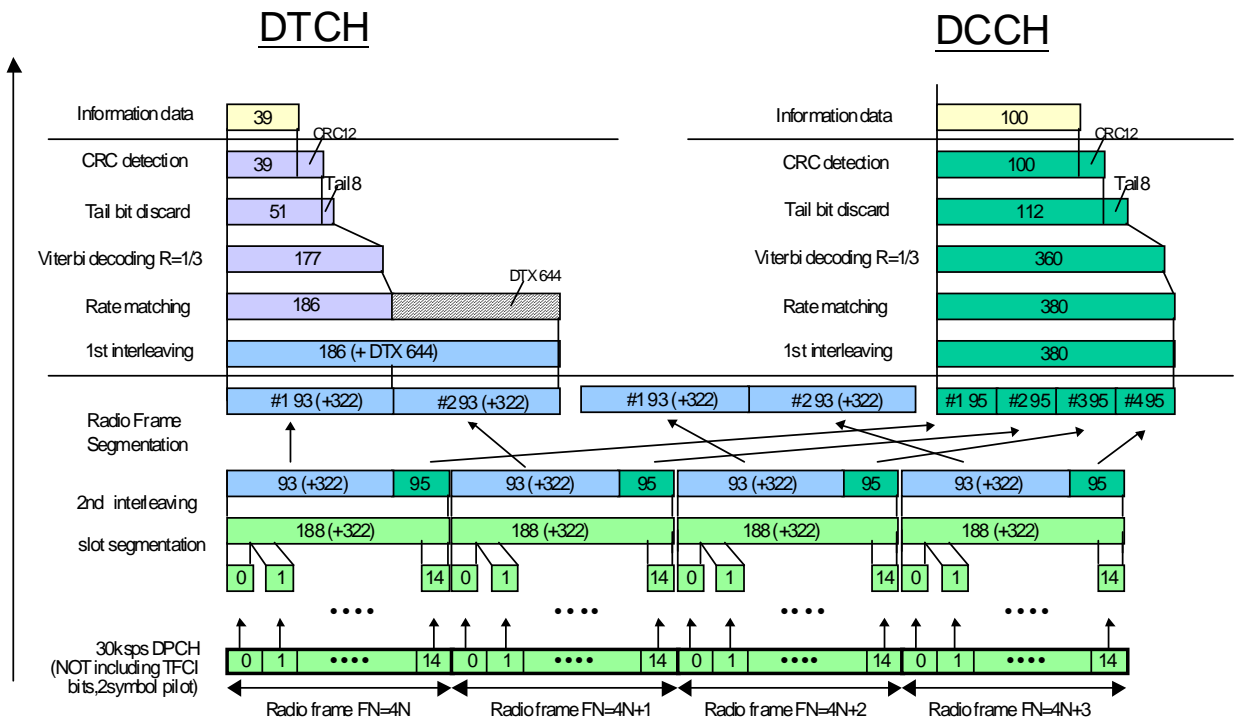 DTCH
DCCH
Information data
39
Information data
100
CRC12
CRC12
CRC detection
39
CRC detection
100
Tail8
Tail8
Tail bit discard
51
Tail bit discard
112
Viterbi decoding R=1/3
177
Viterbi decoding R=1/3
360
DTX 644
Rate matching
186
Rate matching
380
1st interleaving
186 (+ DTX 644)
1st interleaving
380
#1 93 (+322)
#2 93 (+322)
#1 93 (+322)
#2 93 (+322)
#1 95
#2 95
#3 95
#4 95
Radio Frame
Segmentation
93 (+322)
95
93 (+322)
95
93 (+322)
95
93 (+322)
95
2nd interleaving
188 (+322)
188 (+322)
188 (+322)
188 (+322)
slot segmentation
0
1
14
0
1
14
0
1
14
0
1
14
• • • •
• • • •
• • • •
• • • •
30ksps DPCH
(NOT including TFCI
bits,2symbol pilot)
0
1
• • • •
14
0
1
• • • •
14
0
1
• • • •
14
0
1
• • • •
14
Radio frame FN=4N
Radio frame FN=4N+1
Radio frame FN=4N+2
Radio frame FN=4N+3